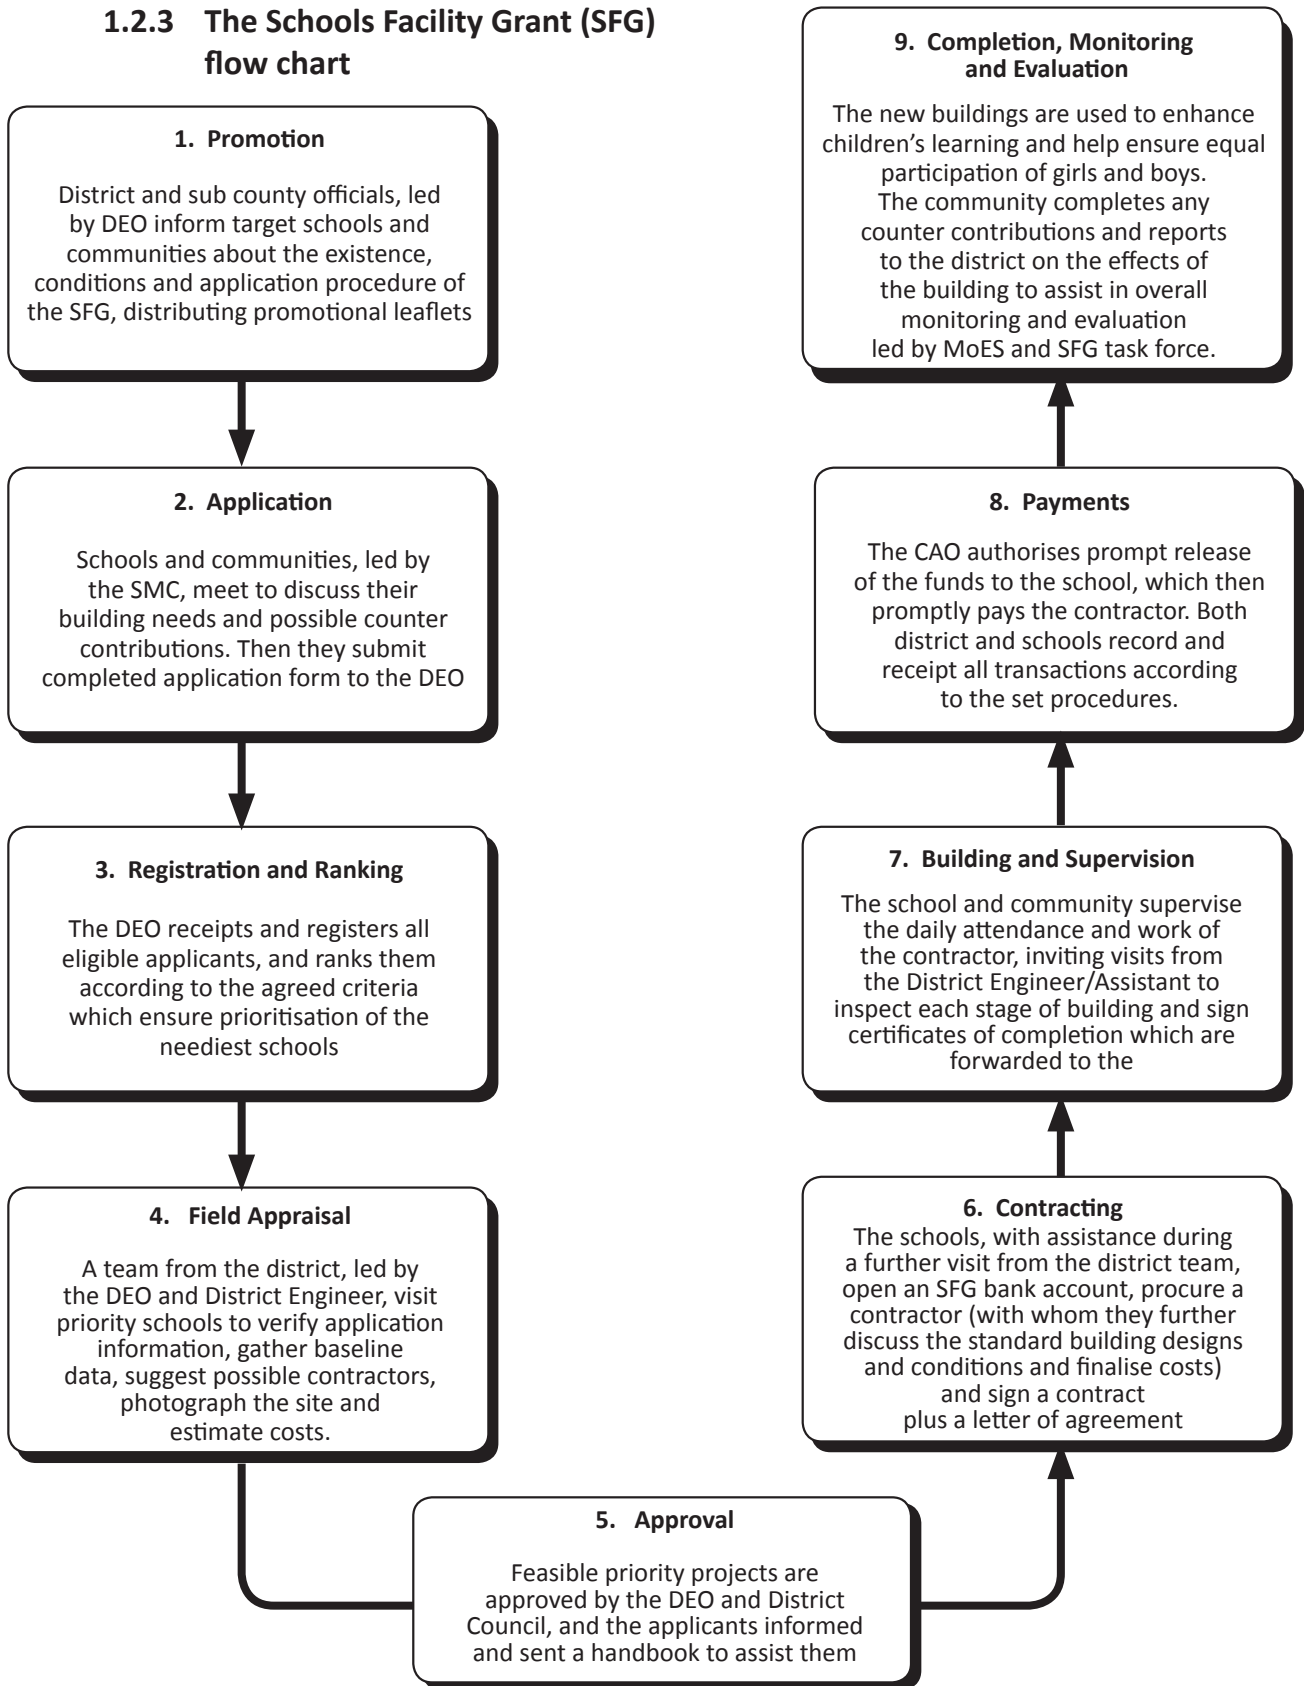 1.2.3 The Schools Facility Grant (SFG)
flow chart
1. Promotion
District and sub county officials, led
by DEO inform target schools and
communities about the existence,
conditions and application procedure of
the SFG, distributing promotional leaflets
2. Application
Schools and communities, led by
the SMC, meet to discuss their
building needs and possible counter
contributions. Then they submit
completed application form to the DEO
3. Registration and Ranking
The DEO receipts and registers all
eligible applicants, and ranks them
according to the agreed criteria
which ensure prioritisation of the
neediest schools
4. Field Appraisal
A team from the district, led by
the DEO and District Engineer, visit
priority schools to verify application
information, gather baseline
data, suggest possible contractors,
photograph the site and
estimate costs.
5. Approval
Feasible priority projects are
approved by the DEO and District
Council, and the applicants informed
and sent a handbook to assist them
6. Contracting
The schools, with assistance during
a further visit from the district team,
open an SFG bank account, procure a
contractor (with whom they further
discuss the standard building designs
and conditions and finalise costs)
and sign a contract
plus a letter of agreement
7. Building and Supervision
The school and community supervise
the daily attendance and work of
the contractor, inviting visits from
the District Engineer/Assistant to
inspect each stage of building and sign
certificates of completion which are
forwarded to the
8. Payments
The CAO authorises prompt release
of the funds to the school, which then
promptly pays the contractor. Both
district and schools record and
receipt all transactions according
to the set procedures.
9. Completion, Monitoring
and Evaluation
The new buildings are used to enhance
children’s learning and help ensure equal
participation of girls and boys.
The community completes any
counter contributions and reports
to the district on the effects of
the building to assist in overall
monitoring and evaluation
led by MoES and SFG task force.